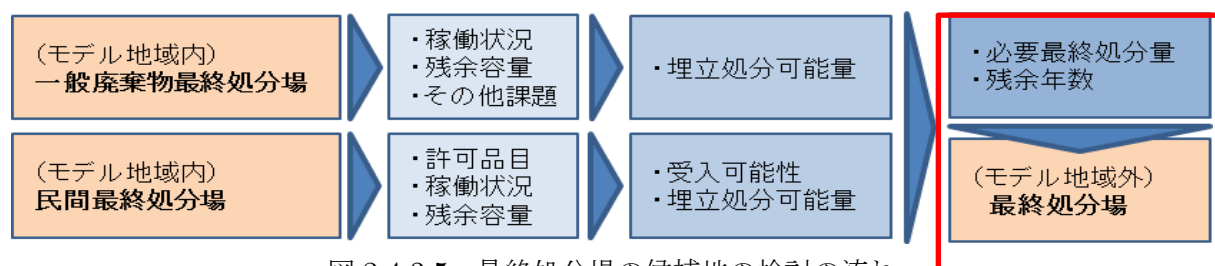 (モデル地域内)
一般廃棄物最終処分場
・稼働状況
・残余容量
・その他課題
・埋立処分可能量
・必要最終処分量
・残余年数
(モデル地域内)
民間最終処分場
・許可品目
・稼働状況
・残余容量
・受入可能性
・埋立処分可能量
(モデル地域外)
最終処分場